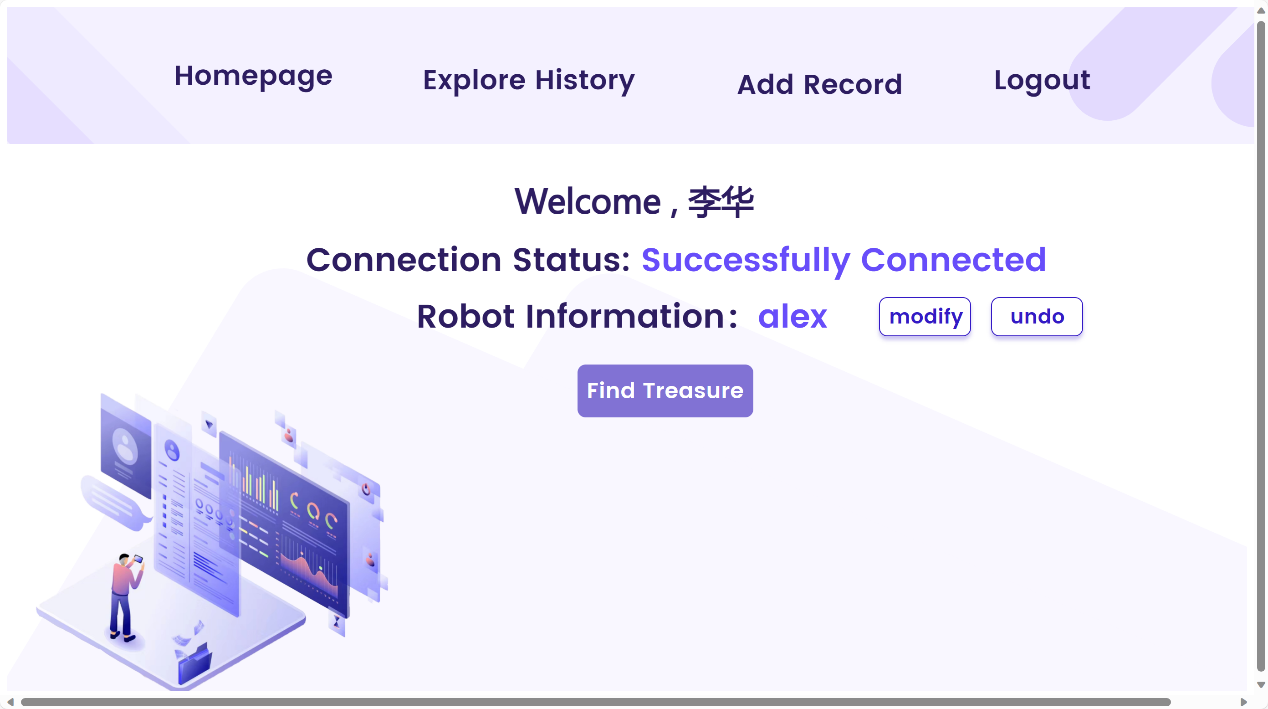 Homepage Explore History Add Record Logout
Welcome , 李华
Connection Status: Successfully Connected
Robot Information： alex modify undo
Find Treasure